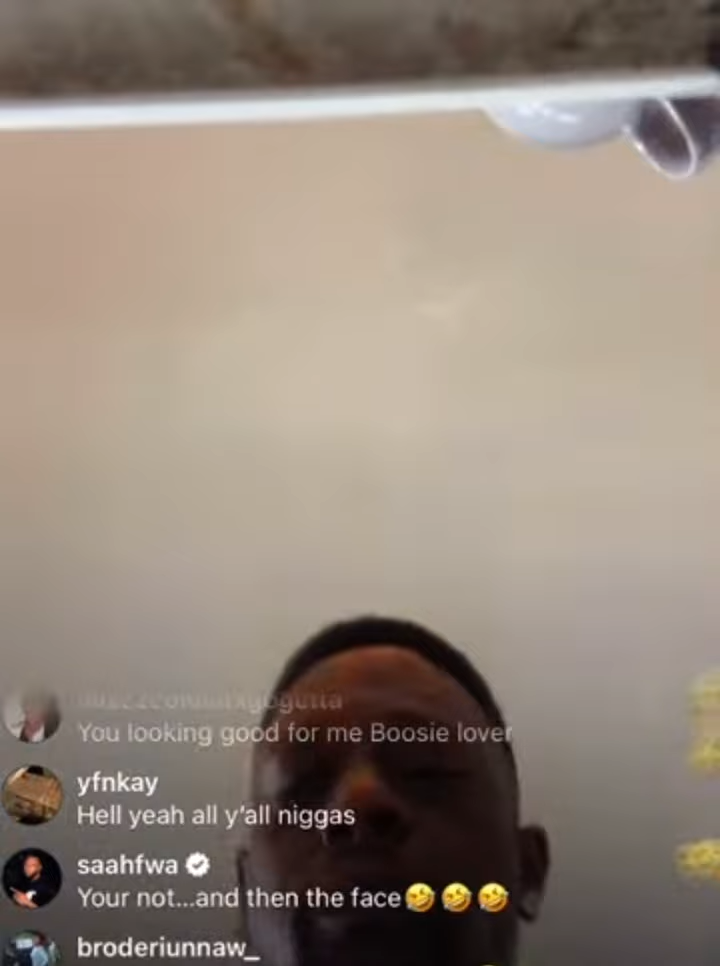 You looking good for me Boosie lover
yfnkay
Hell yeah all y'all niggas
saahfwa
Your not...and then the face🤣🤣🤣
broderiunnaw_